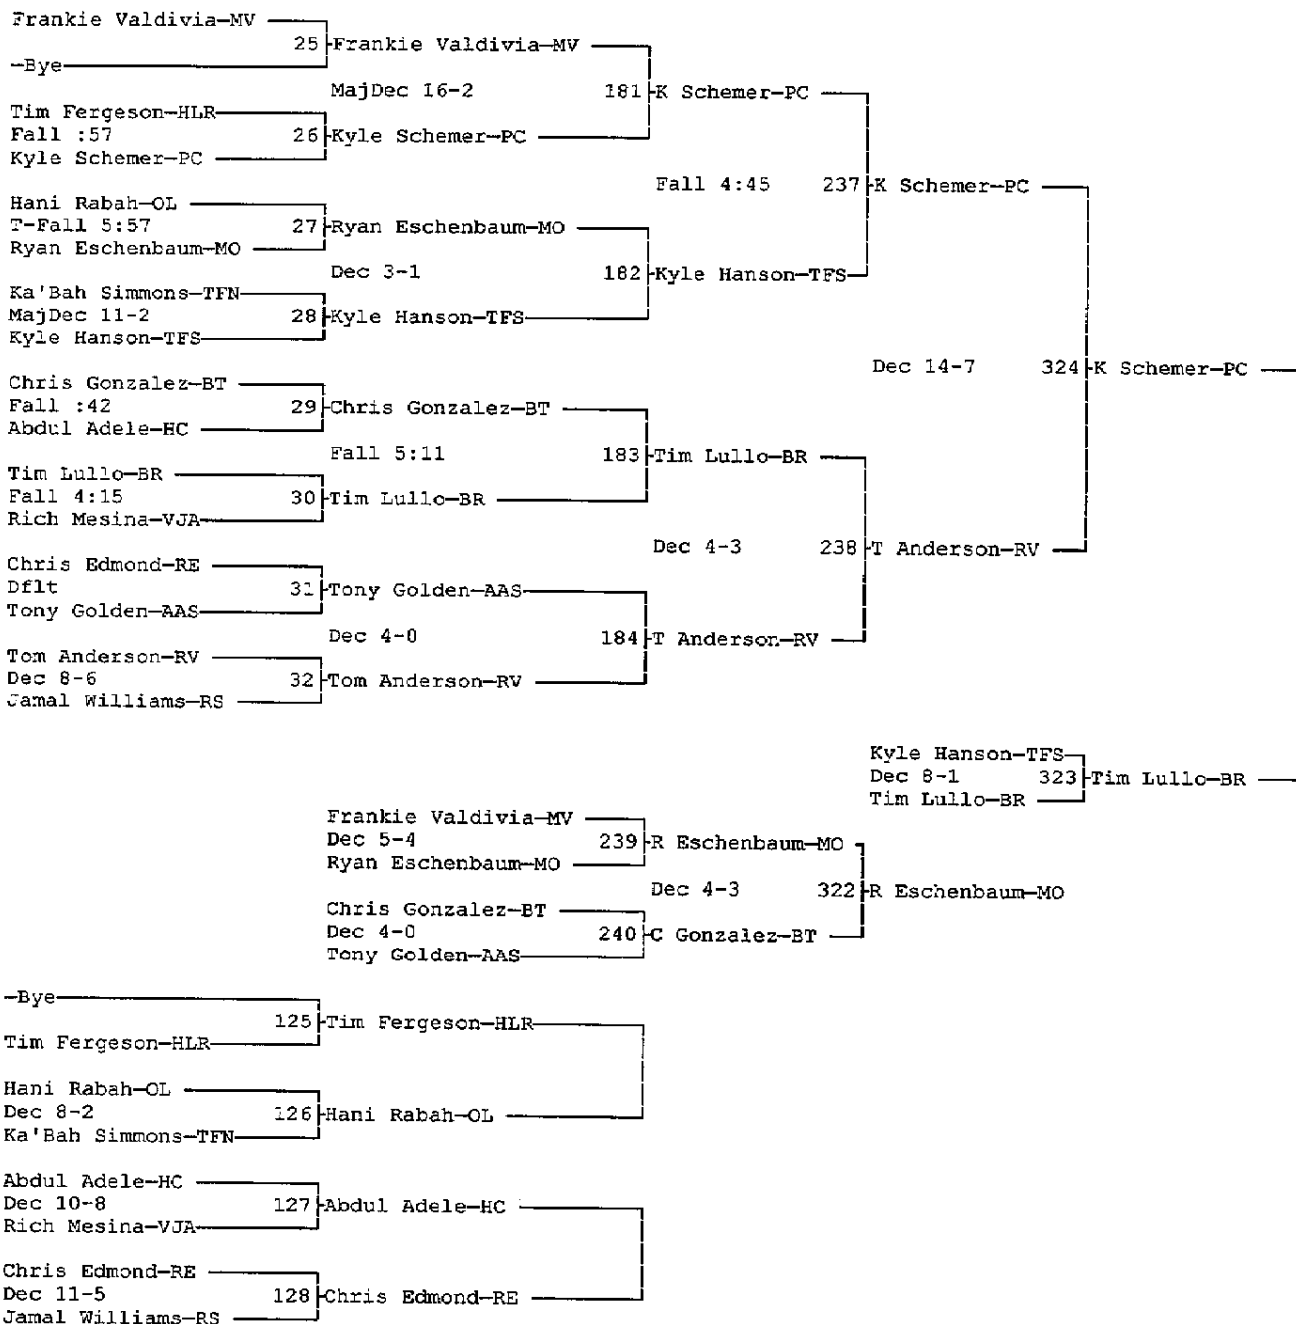 Frankie Valdivia—MV
25 Frankie Valdivia—MV
—Bye
MajDec 16-2 181 K Schemer—PC
Tim Fergeson—HLR
Fall :57 26 Kyle Schemer—PC
Kyle Schemer—PC
Fall 4:45 237 K Schemer—PC
Hani Rabah—OL
T-Fall 5:57 27 Ryan Eschenbaum—MO
Ryan Eschenbaum—MO
Dec 3-1 182 Kyle Hanson—TFS
Ka'Bah Simmons—TFN
MajDec 11-2 28 Kyle Hanson—TFS
Kyle Hanson—TFS
Dec 14-7 324 K Schemer—PC
Chris Gonzalez—BT
Fall :42 29 Chris Gonzalez—BT
Abdul Adele—HC
Fall 5:11 183 Tim Lullo—BR
Tim Lullo—BR
Fall 4:15 30 Tim Lullo—BR
Rich Mesina—VJA
Dec 4-3 238 T Anderson—RV
Chris Edmond—RE
Dflt 31 Tony Golden—AAS
Tony Golden—AAS
Dec 4-0 184 T Anderson—RV
Tom Anderson—RV
Dec 8-6 32 Tom Anderson—RV
Jamal Williams—RS
Kyle Hanson—TFS
Dec 8-1 323 Tim Lullo—BR
Tim Lullo—BR
Frankie Valdivia—MV
Dec 5-4 239 R Eschenbaum—MO
Ryan Eschenbaum—MO
Dec 4-3 322 R Eschenbaum—MO
Chris Gonzalez—BT
Dec 4-0 240 C Gonzalez—BT
Tony Golden—AAS
—Bye
125 Tim Fergeson—HLR
Tim Fergeson—HLR
Hani Rabah—OL
Dec 8-2 126 Hani Rabah—OL
Ka'Bah Simmons—TFN
Abdul Adele—HC
Dec 10-8 127 Abdul Adele—HC
Rich Mesina—VJA
Chris Edmond—RE
Dec 11-5 128 Chris Edmond—RE
Jamal Williams—RS